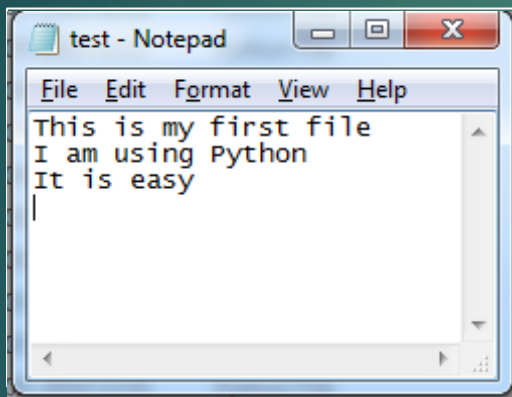 test - Notepad
File Edit Format View Help
This is my first file
I am using Python
It is easy